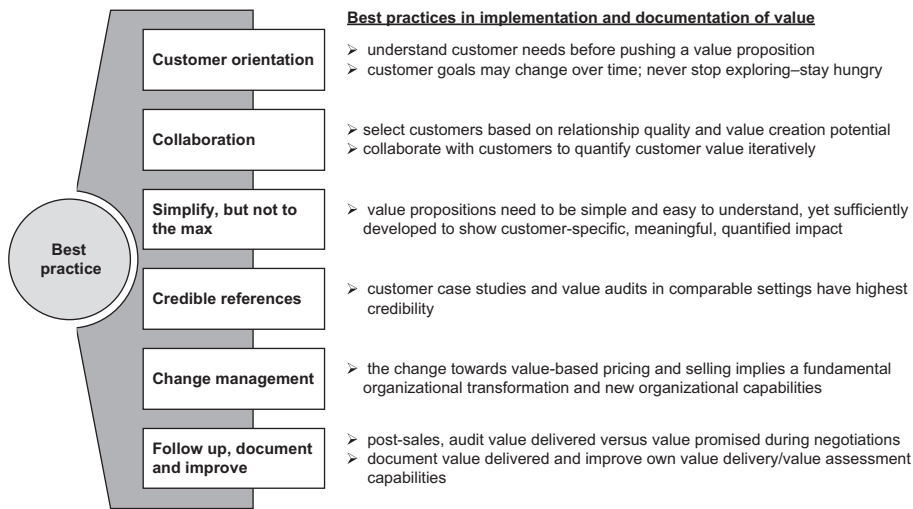 Best practices in implementation and documentation of value
Customer orientation
➢ understand customer needs before pushing a value proposition
➢ customer goals may change over time; never stop exploring–stay hungry
Collaboration
➢ select customers based on relationship quality and value creation potential
➢ collaborate with customers to quantify customer value iteratively
Simplify, but not to
the max
➢ value propositions need to be simple and easy to understand, yet sufficiently
developed to show customer-specific, meaningful, quantified impact
Best
practice
Credible references
➢ customer case studies and value audits in comparable settings have highest
credibility
Change management
➢ the change towards value-based pricing and selling implies a fundamental
organizational transformation and new organizational capabilities
Follow up, document
and improve
➢ post-sales, audit value delivered versus value promised during negotiations
➢ document value delivered and improve own value delivery/value assessment
capabilities